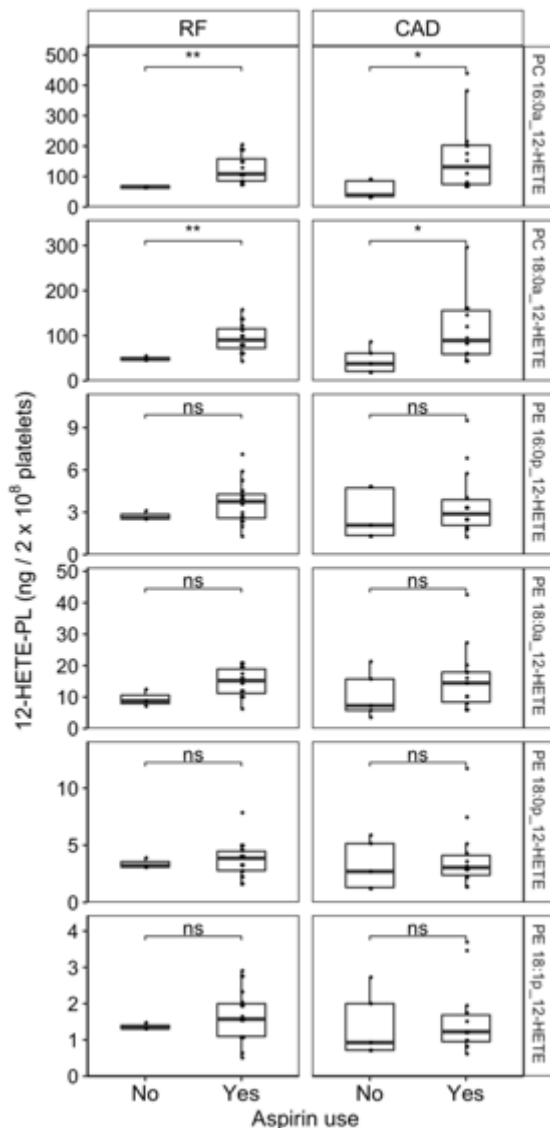 RF CAD
** *
500
400
300
200
100
0
PC 16:0a_12-HETE
** *
300
200
100
0
PC 18:0a_12-HETE
ns ns
9
6
3
0
PE 16:0p_12-HETE
ns ns
50
40
30
20
10
0
PE 18:0a_12-HETE
ns ns
10
5
0
PE 18:0p_12-HETE
ns ns
4
3
2
1
0
PE 18:1p_12-HETE
12-HETE-PL (ng / 2 x 10⁸ platelets)
No Yes No Yes
Aspirin use